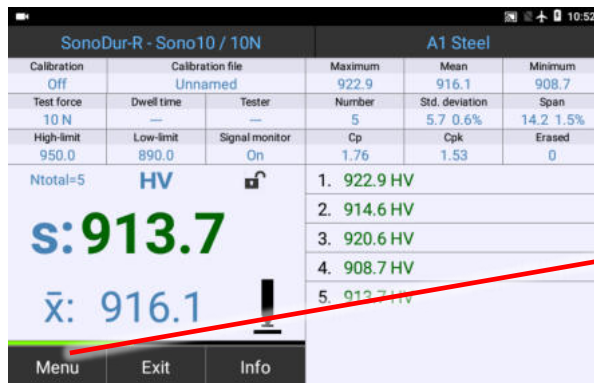 10:52
SonoDur-R - Sono10 / 10N
A1 Steel
Calibration
Calibration file
Maximum
Mean
Minimum
Off
Unnamed
922.9
916.1
908.7
Test force
Dwell time
Tester
Number
Std. deviation
Span
10 N
---
---
5
5.7 0.6%
14.2 1.5%
High-limit
Low-limit
Signal monitor
Cp
Cpk
Erased
950.0
890.0
On
1.76
1.53
0
Ntotal=5
HV
1. 922.9 HV
2. 914.6 HV
s: 913.7
3. 920.6 HV
4. 908.7 HV
x̄: 916.1
5. 913.7 HV
Menu
Exit
Info